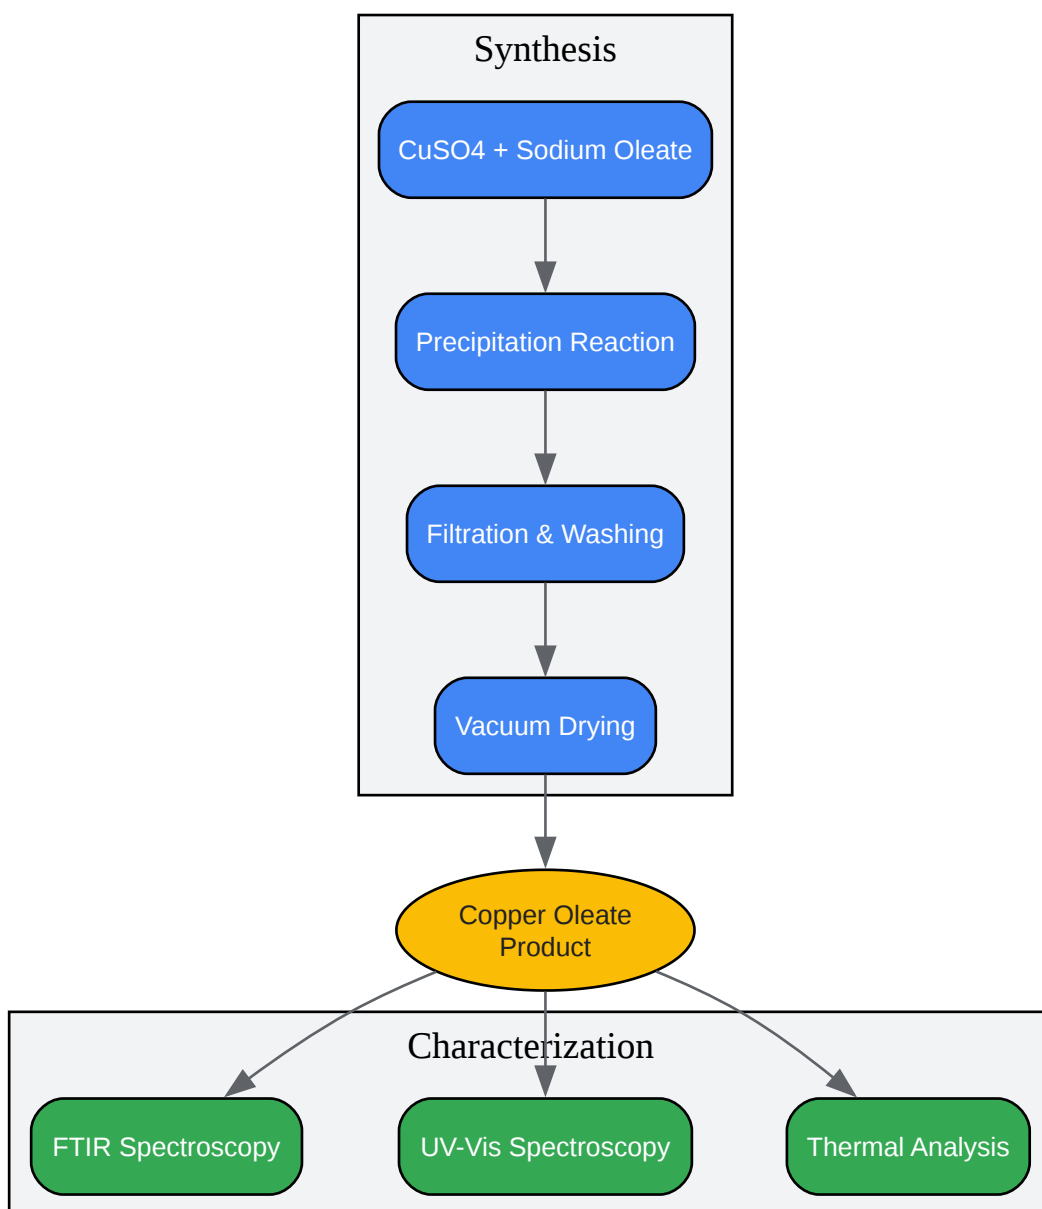 Synthesis
CuSO4 + Sodium Oleate
Precipitation Reaction
Filtration & Washing
Vacuum Drying
Copper Oleate
Product
Characterization
FTIR Spectroscopy
UV-Vis Spectroscopy
Thermal Analysis